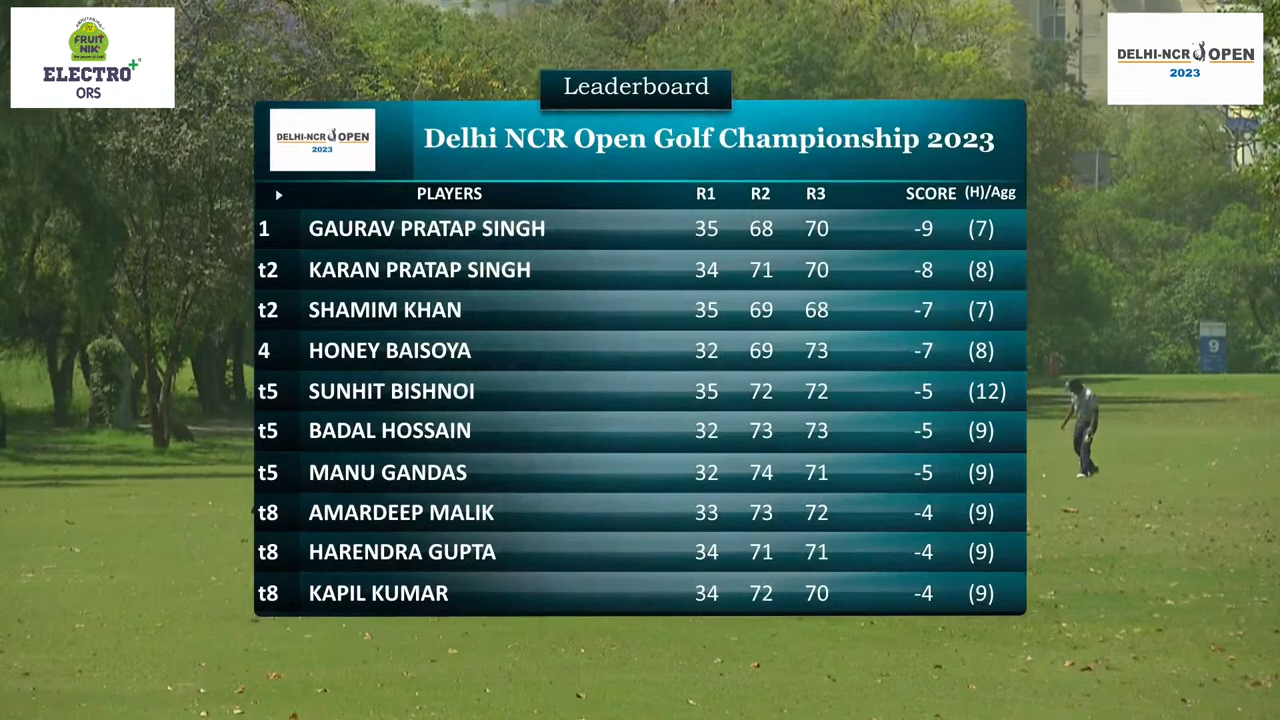 FRUIT
NIK
ELECTRO+
ORS
DELHI-NCR OPEN
2023
Leaderboard
DELHI-NCR OPEN
2023
Delhi NCR Open Golf Championship 2023
PLAYERS R1 R2 R3 SCORE (H)/Agg
1 GAURAV PRATAP SINGH 35 68 70 -9 (7)
t2 KARAN PRATAP SINGH 34 71 70 -8 (8)
t2 SHAMIM KHAN 35 69 68 -7 (7)
4 HONEY BAISOYA 32 69 73 -7 (8)
t5 SUNHIT BISHNOI 35 72 72 -5 (12)
t5 BADAL HOSSAIN 32 73 73 -5 (9)
t5 MANU GANDAS 32 74 71 -5 (9)
t8 AMARDEEP MALIK 33 73 72 -4 (9)
t8 HARENDRA GUPTA 34 71 71 -4 (9)
t8 KAPIL KUMAR 34 72 70 -4 (9)
9